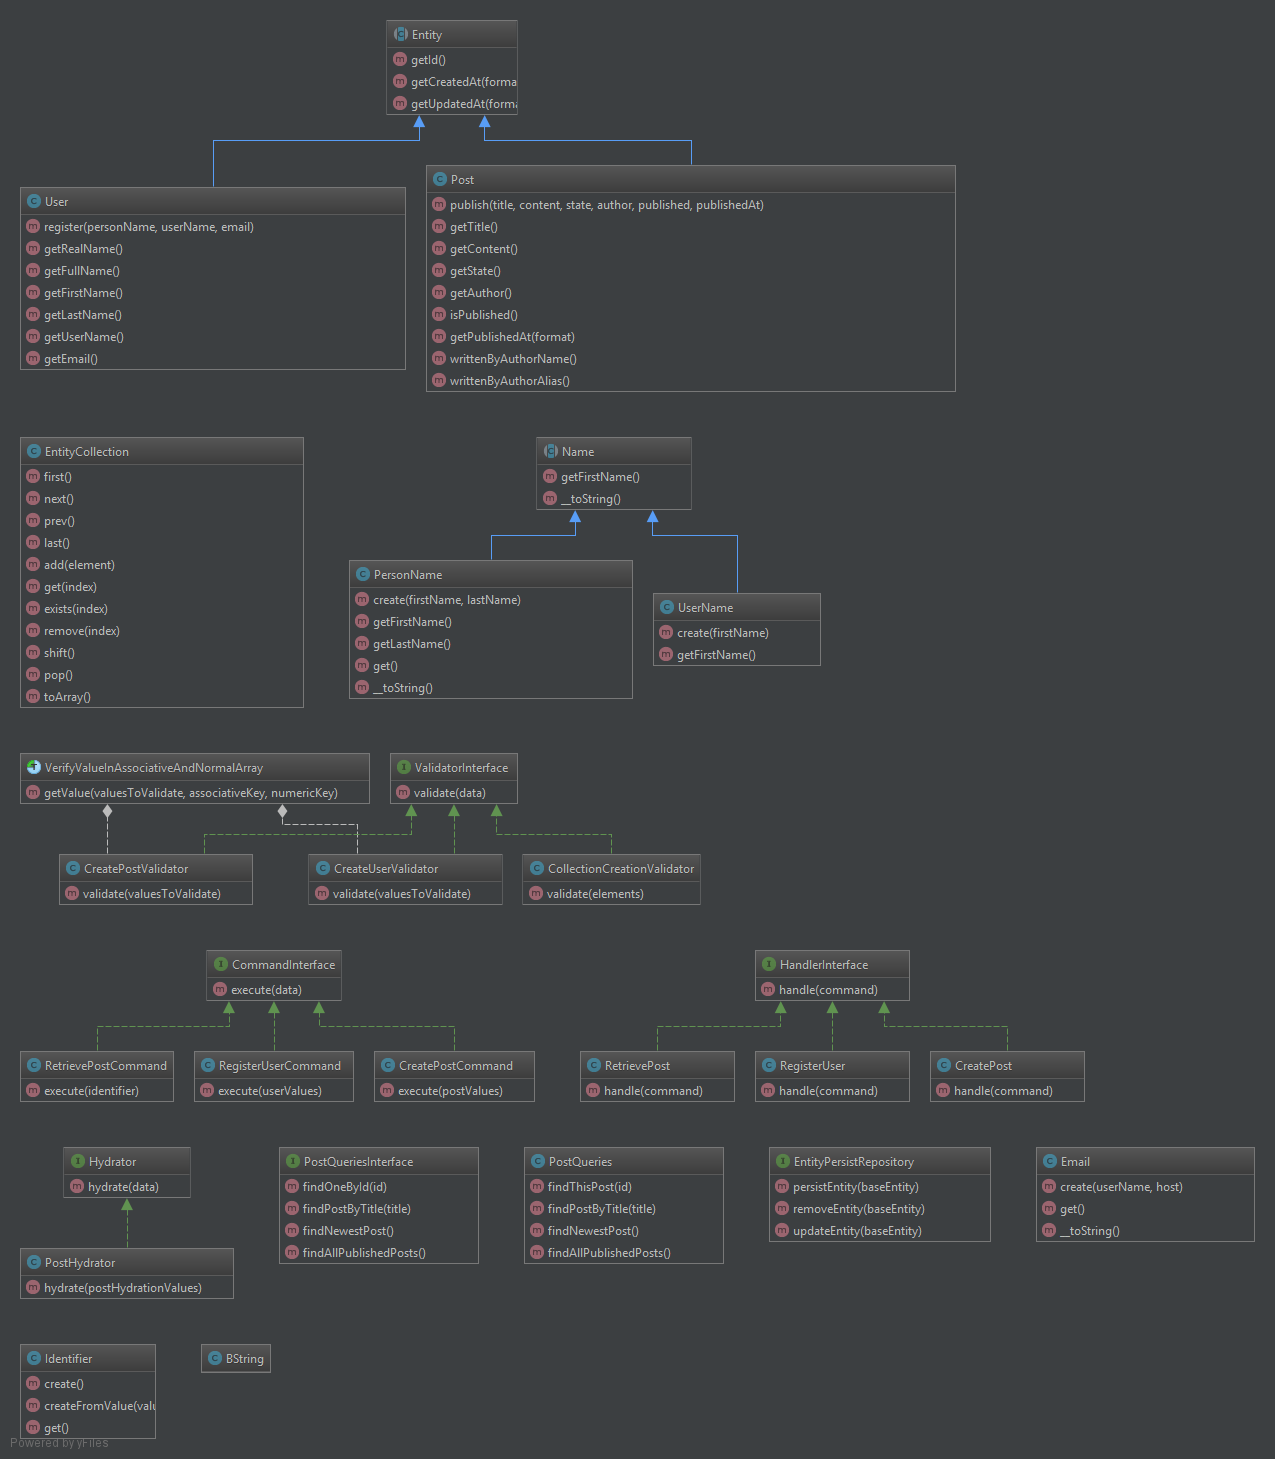 Entity
getId()
getCreatedAt(forma
getUpdatedAt(forma
User
register(personName, userName, email)
getRealName()
getFullName()
getFirstName()
getLastName()
getUserName()
getEmail()
Post
publish(title, content, state, author, published, publishedAt)
getTitle()
getContent()
getState()
getAuthor()
isPublished()
getPublishedAt(format)
writtenByAuthorName()
writtenByAuthorAlias()
EntityCollection
first()
next()
prev()
last()
add(element)
get(index)
exists(index)
remove(index)
shift()
pop()
toArray()
Name
getFirstName()
__toString()
PersonName
create(firstName, lastName)
getFirstName()
getLastName()
get()
__toString()
UserName
create(firstName)
getFirstName()
VerifyValueInAssociativeAndNormalArray
getValue(valuesToValidate, associativeKey, numericKey)
ValidatorInterface
validate(data)
CreatePostValidator
validate(valuesToValidate)
CreateUserValidator
validate(valuesToValidate)
CollectionCreationValidator
validate(elements)
CommandInterface
execute(data)
HandlerInterface
handle(command)
RetrievePostCommand
execute(identifier)
RegisterUserCommand
execute(userValues)
CreatePostCommand
execute(postValues)
RetrievePost
handle(command)
RegisterUser
handle(command)
CreatePost
handle(command)
Hydrator
hydrate(data)
PostHydrator
hydrate(postHydrationValues)
PostQueriesInterface
findOneById(id)
findPostByTitle(title)
findNewestPost()
findAllPublishedPosts()
PostQueries
findThisPost(id)
findPostByTitle(title)
findNewestPost()
findAllPublishedPosts()
EntityPersistRepository
persistEntity(baseEntity)
removeEntity(baseEntity)
updateEntity(baseEntity)
Email
create(userName, host)
get()
__toString()
Identifier
create()
createFromValue(valu
get()
BString
Powered by yFiles